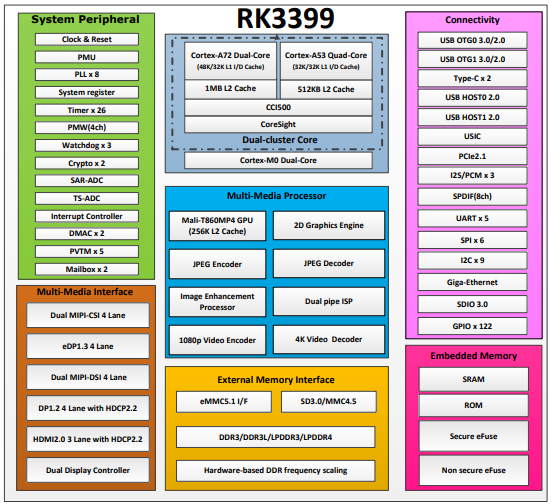 RK3399
System Peripheral
Clock & Reset
PMU
PLL x 8
System register
Timer x 26
PMW(4ch)
Watchdog x 3
Crypto x 2
SAR-ADC
TS-ADC
Interrupt Controller
DMAC x 2
PVTM x 5
Mailbox x 2
Multi-Media Interface
Dual MIPI-CSI 4 Lane
eDP1.3 4 Lane
Dual MIPI-DSI 4 Lane
DP1.2 4 Lane with HDCP2.2
HDMI2.0 3 Lane with HDCP2.2
Dual Display Controller
Cortex-A72 Dual-Core
(48K/32K L1 I/D Cache)
Cortex-A53 Quad-Core
(32K/32K L1 I/D Cache)
1MB L2 Cache
512KB L2 Cache
CCI500
CoreSight
Dual-cluster Core
Cortex-M0 Dual-Core
Multi-Media Processor
Mali-T860MP4 GPU
(256K L2 Cache)
2D Graphics Engine
JPEG Encoder
JPEG Decoder
Image Enhancement
Processor
Dual pipe ISP
1080p Video Encoder
4K Video Decoder
External Memory Interface
eMMC5.1 I/F
SD3.0/MMC4.5
DDR3/DDR3L/LPDDR3/LPDDR4
Hardware-based DDR frequency scaling
Connectivity
USB OTG0 3.0/2.0
USB OTG1 3.0/2.0
Type-C x 2
USB HOST0 2.0
USB HOST1 2.0
USIC
PCIe2.1
I2S/PCM x 3
SPDIF(8ch)
UART x 5
SPI x 6
I2C x 9
Giga-Ethernet
SDIO 3.0
GPIO x 122
Embedded Memory
SRAM
ROM
Secure eFuse
Non secure eFuse